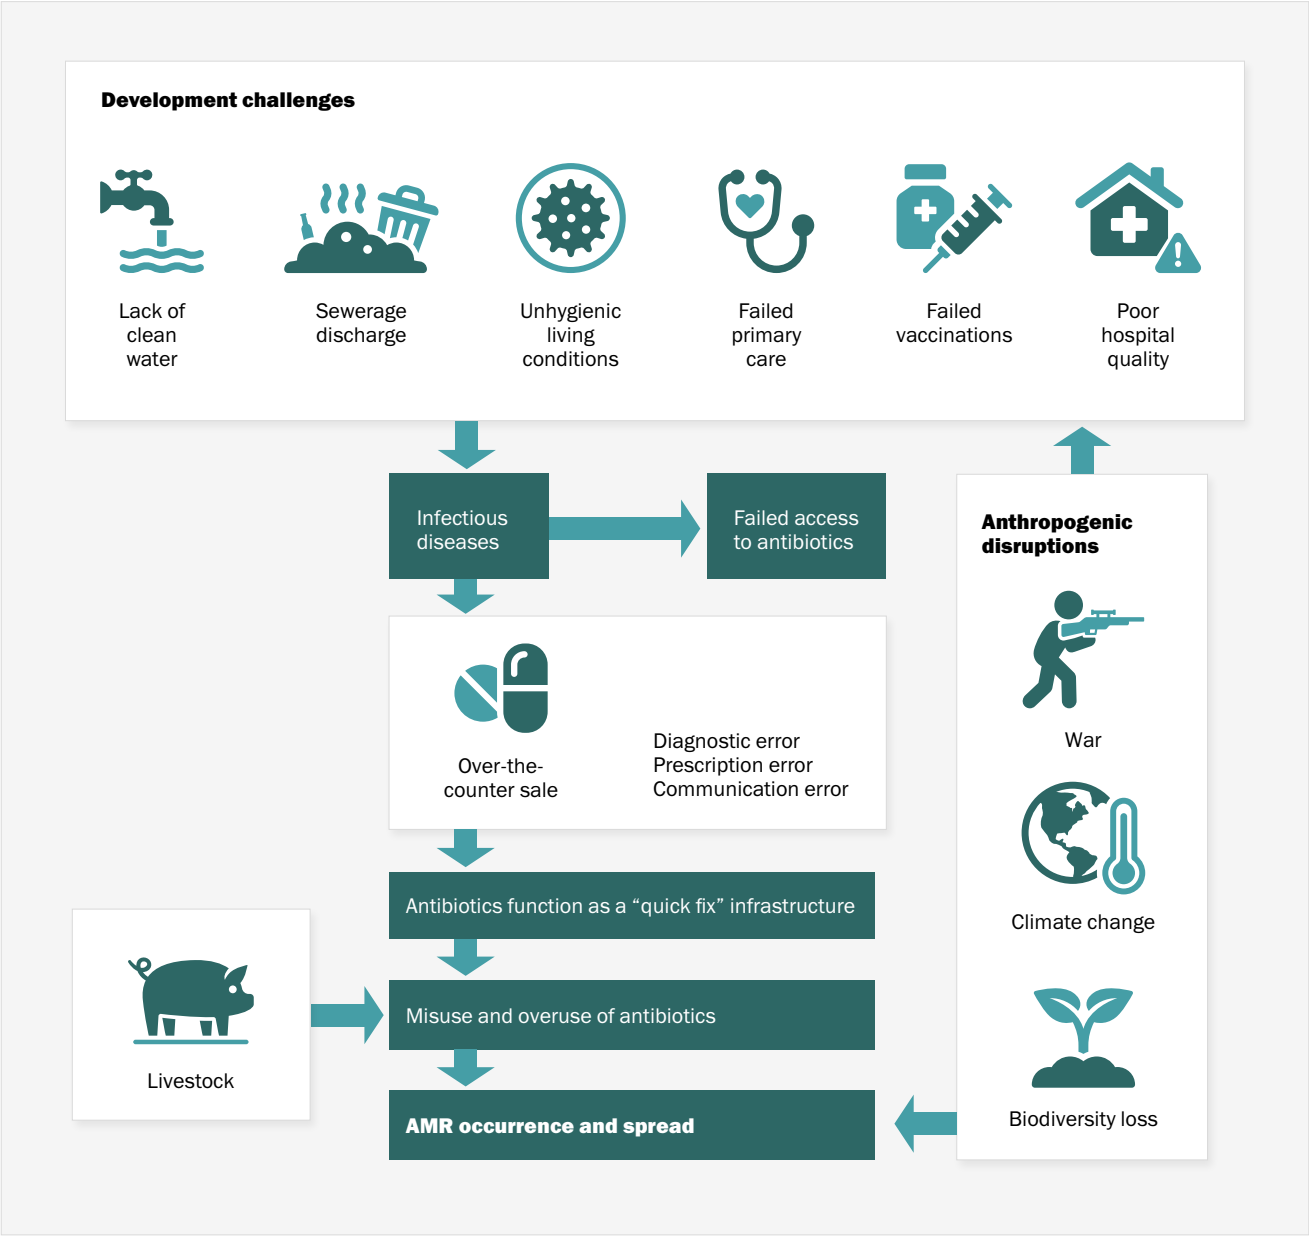 Development challenges
Lack of
clean
water
Sewerage
discharge
Unhygienic
living
conditions
Failed
primary
care
Failed
vaccinations
Poor
hospital
quality
Infectious
diseases
Failed access
to antibiotics
Anthropogenic
disruptions
War
Climate change
Biodiversity loss
Over-the-
counter sale
Diagnostic error
Prescription error
Communication error
Antibiotics function as a “quick fix” infrastructure
Livestock
Misuse and overuse of antibiotics
AMR occurrence and spread